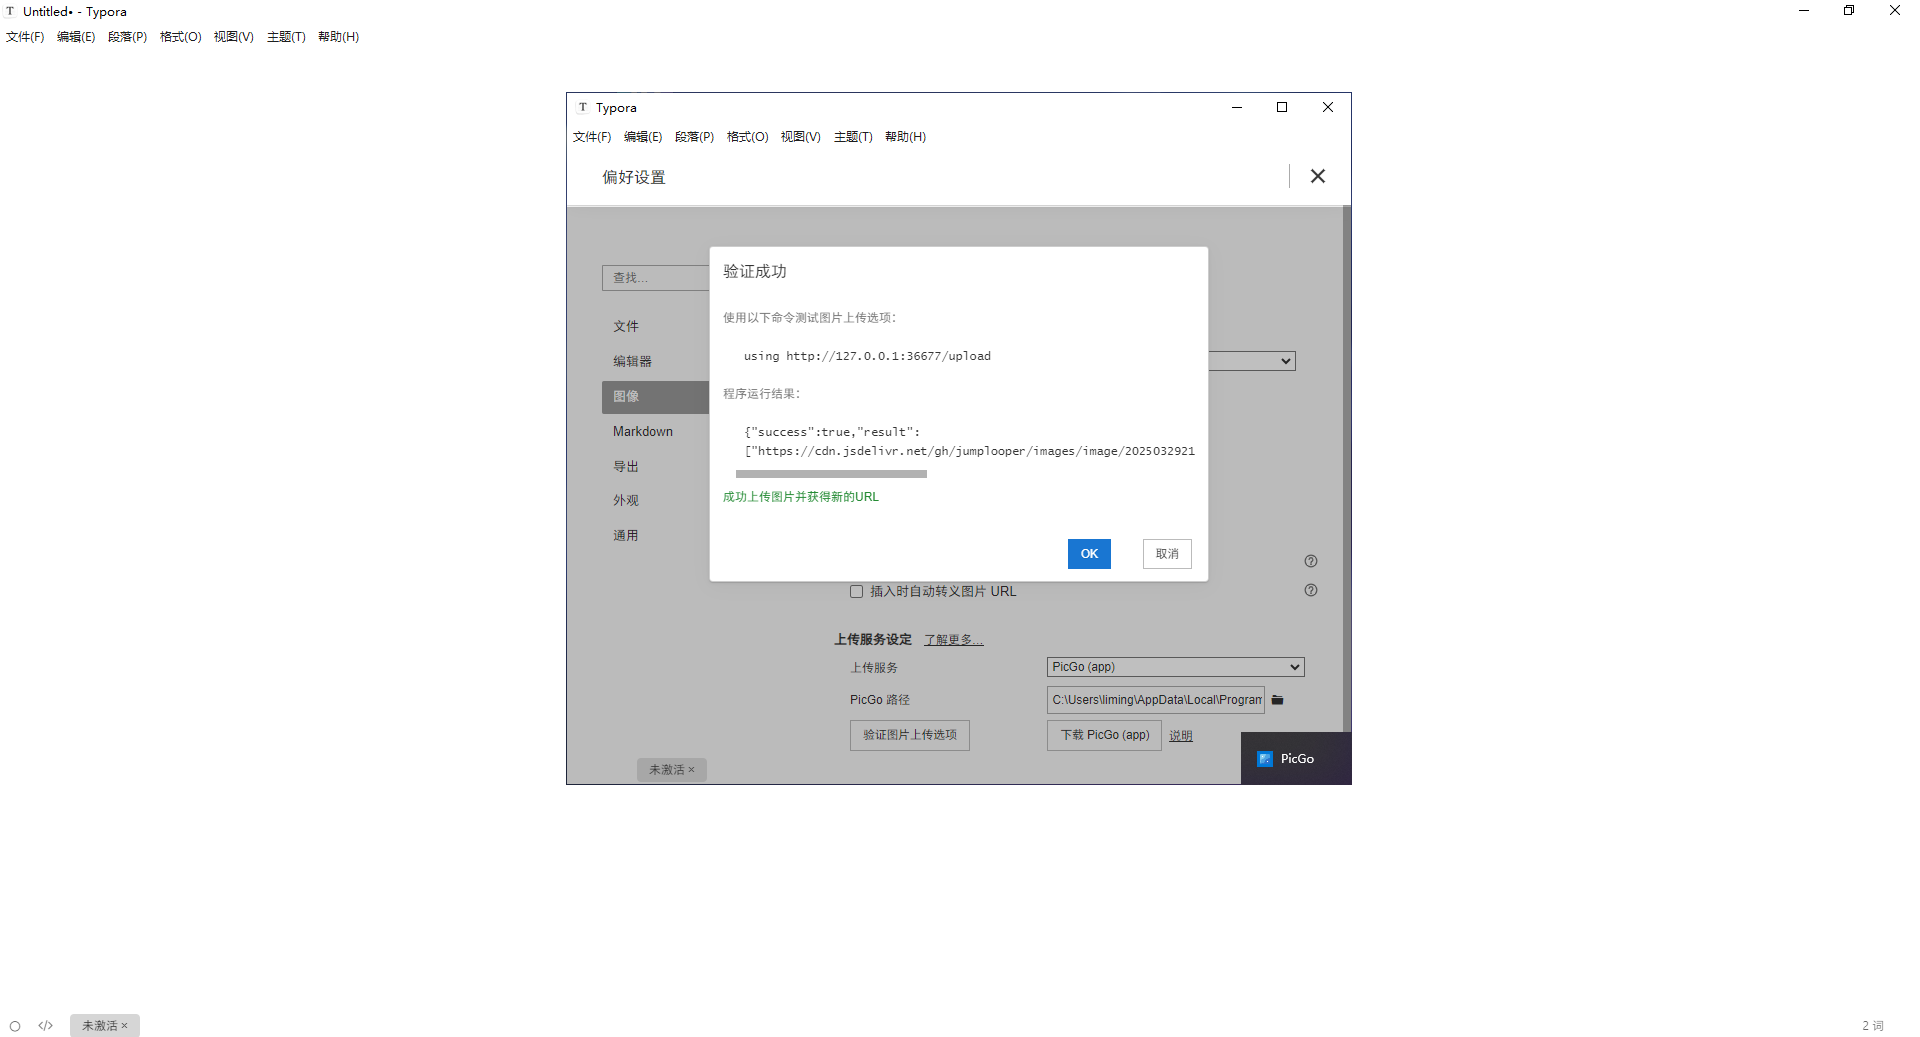 T Untitled• - Typora
文件(F) 编辑(E) 段落(P) 格式(O) 视图(V) 主题(T) 帮助(H)
T Typora
文件(F) 编辑(E) 段落(P) 格式(O) 视图(V) 主题(T) 帮助(H)
偏好设置
查找...
文件
编辑器
图像
Markdown
导出
外观
通用
验证成功
使用以下命令测试图片上传选项：
using http://127.0.0.1:36677/upload
程序运行结果：
{"success":true,"result":
["https://cdn.jsdelivr.net/gh/jumplooper/images/image/2025032921
成功上传图片并获得新的URL
OK 取消
插入时自动转义图片 URL
上传服务设定 了解更多...
上传服务 PicGo (app)
PicGo 路径 C:\Users\liming\AppData\Local\Program
验证图片上传选项 下载 PicGo (app) 说明
PicGo
未激活 ×
</> 未激活 × 2 词